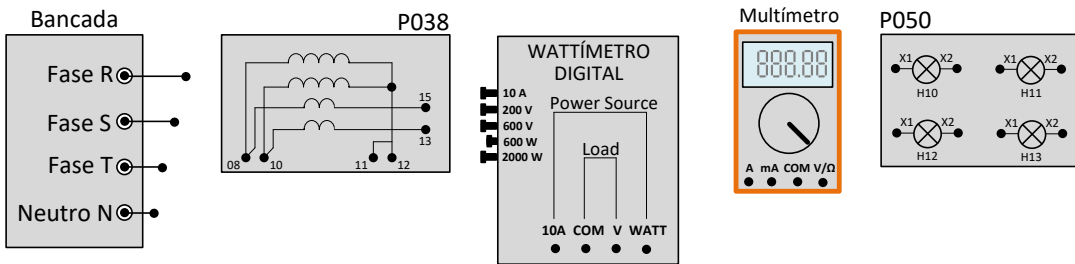 Bancada
Fase R
Fase S
Fase T
Neutro N
P038
15
13
08
10
11
12
WATTÍMETRO
DIGITAL
10 A
200 V
600 V
600 W
2000 W
Power Source
Load
10A COM V WATT
Multímetro
000.00
A mA COM V/Ω
P050
X1 X2
H10
X1 X2
H11
X1 X2
H12
X1 X2
H13